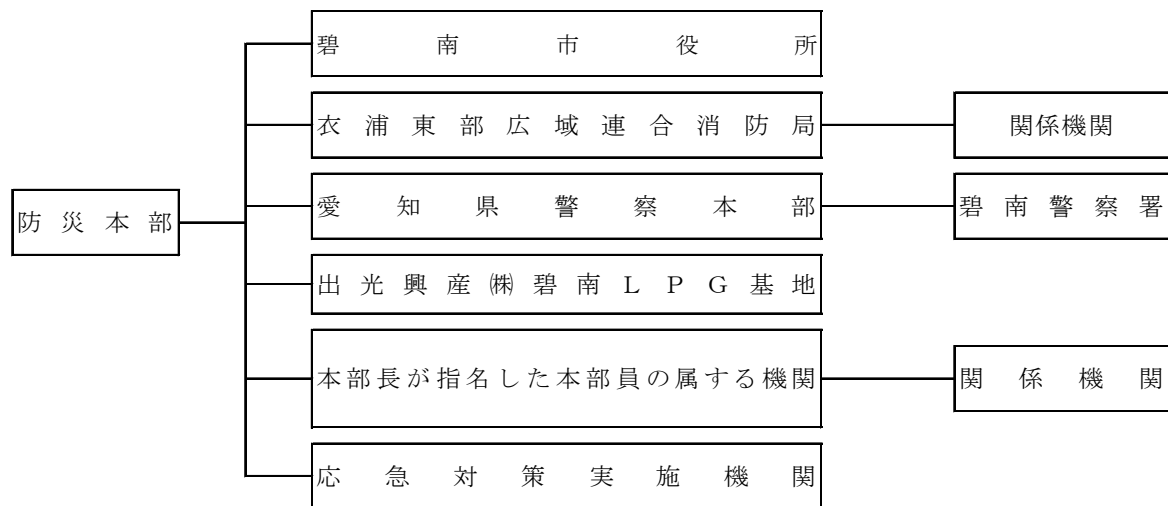 碧南市役所
衣浦東部広域連合消防局
関係機関
防災本部
愛知県警察本部
碧南警察署
出光興産㈱碧南ＬＰＧ基地
本部長が指名した本部員の属する機関
関係機関
応急対策実施機関